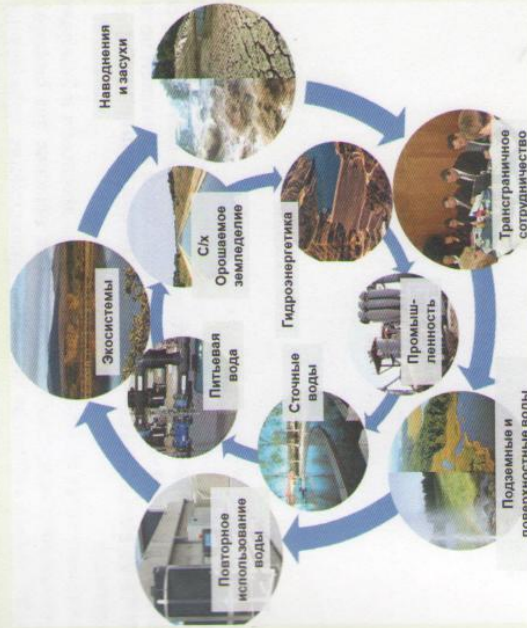 Экосистемы
Наводнения
и засухи
Повторное
использование
воды
Питьевая
вода
С/х
Орошаемое
земледелие
Сточные
воды
Гидроэнергетика
Промыш-
ленность
Подземные и
поверхностные воды
Трансграничное
сотрудничество